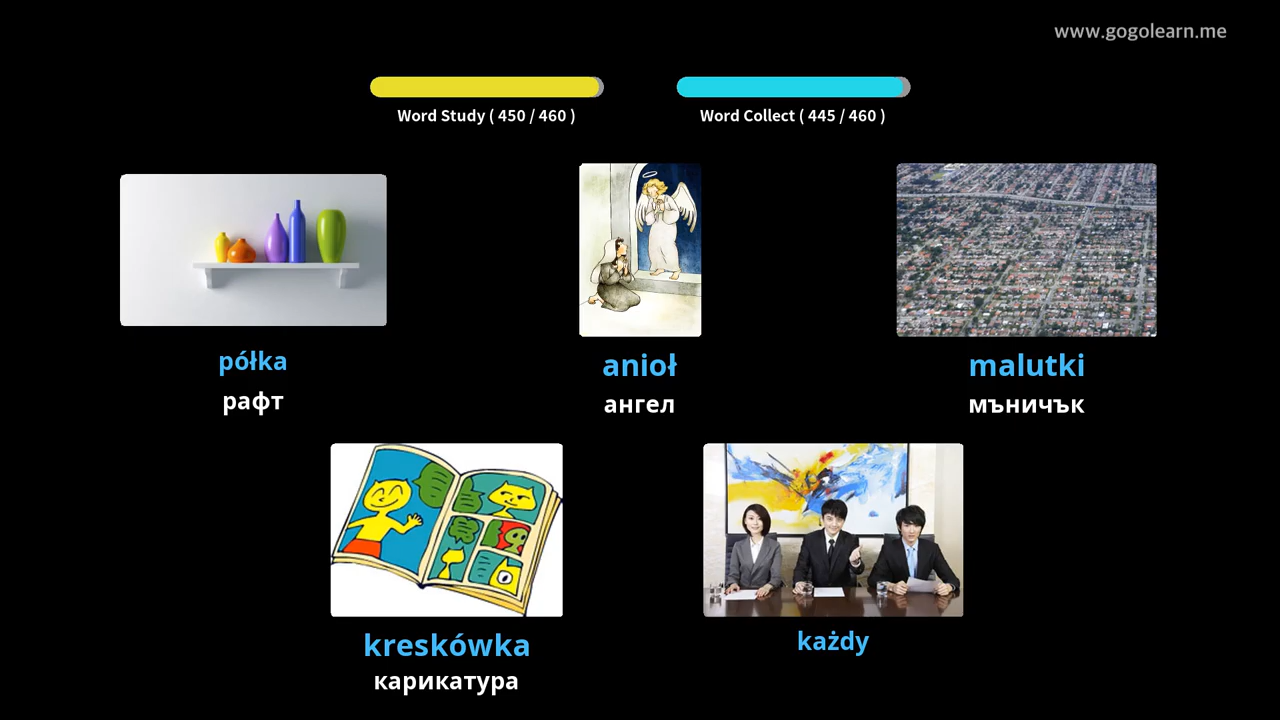 www.gogolearn.me
Word Study ( 450 / 460 )
Word Collect ( 445 / 460 )
półka
рафт
anioł
ангел
malutki
мъничък
kreskówka
карикатура
każdy